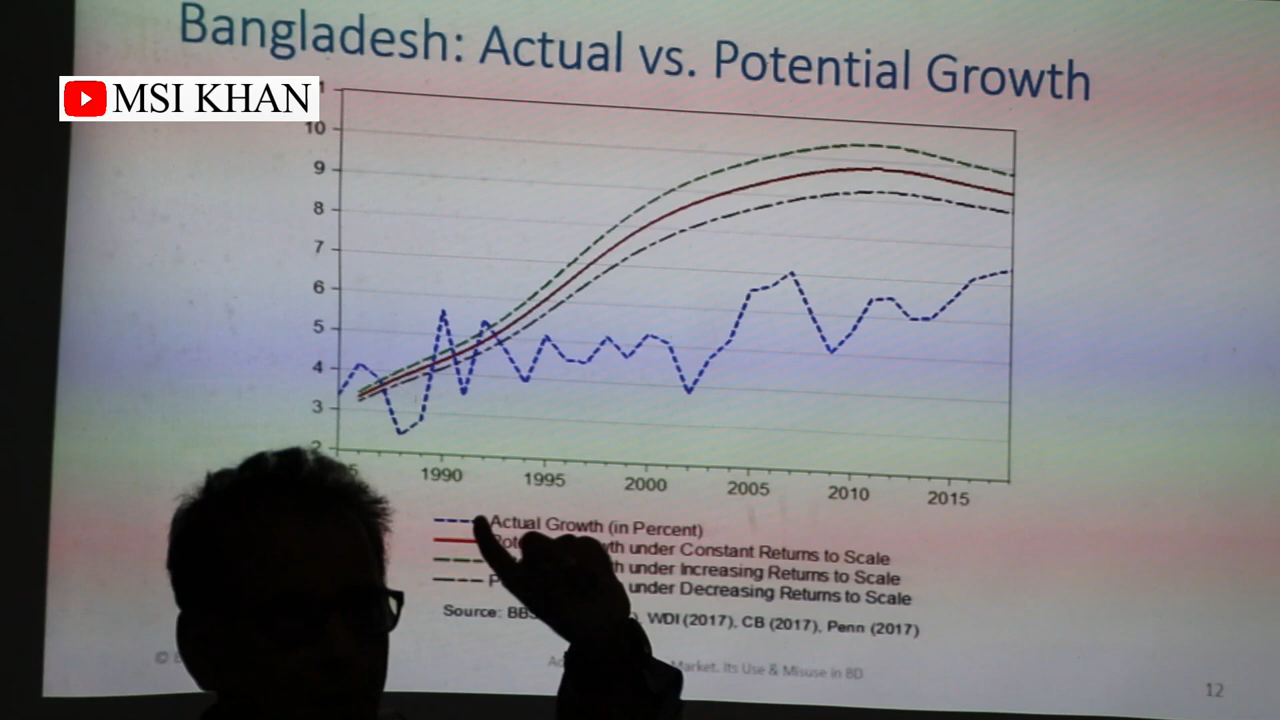 Bangladesh: Actual vs. Potential Growth
MSI KHAN
10
9
8
7
6
5
4
3
2
1990 1995 2000 2005 2010 2015
Actual Growth (in Percent)
under Constant Returns to Scale
under Increasing Returns to Scale
under Decreasing Returns to Scale
Source: WDI (2017), CB (2017), Penn (2017)
Market. Its Use & Misuse in BD
12